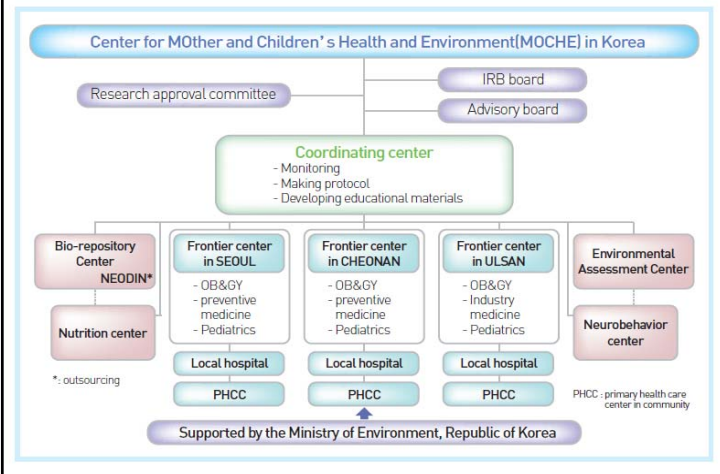 Center for MOther and Children's Health and Environment(MOCHE) in Korea
IRB board
Research approval committee
Advisory board
Coordinating center
- Monitoring
- Making protocol
- Developing educational materials
Bio-repository
Center
NEODIN*
Nutrition center
*: outsourcing
Frontier center
in SEOUL
- OB&GY
- preventive
medicine
- Pediatrics
Local hospital
PHCC
Frontier center
in CHEONAN
- OB&GY
- preventive
medicine
- Pediatrics
Local hospital
PHCC
Frontier center
in ULSAN
- OB&GY
- Industry
medicine
- Pediatrics
Local hospital
PHCC
Environmental
Assessment Center
Neurobehavior
center
PHCC : primary health care
center in community
Supported by the Ministry of Environment, Republic of Korea